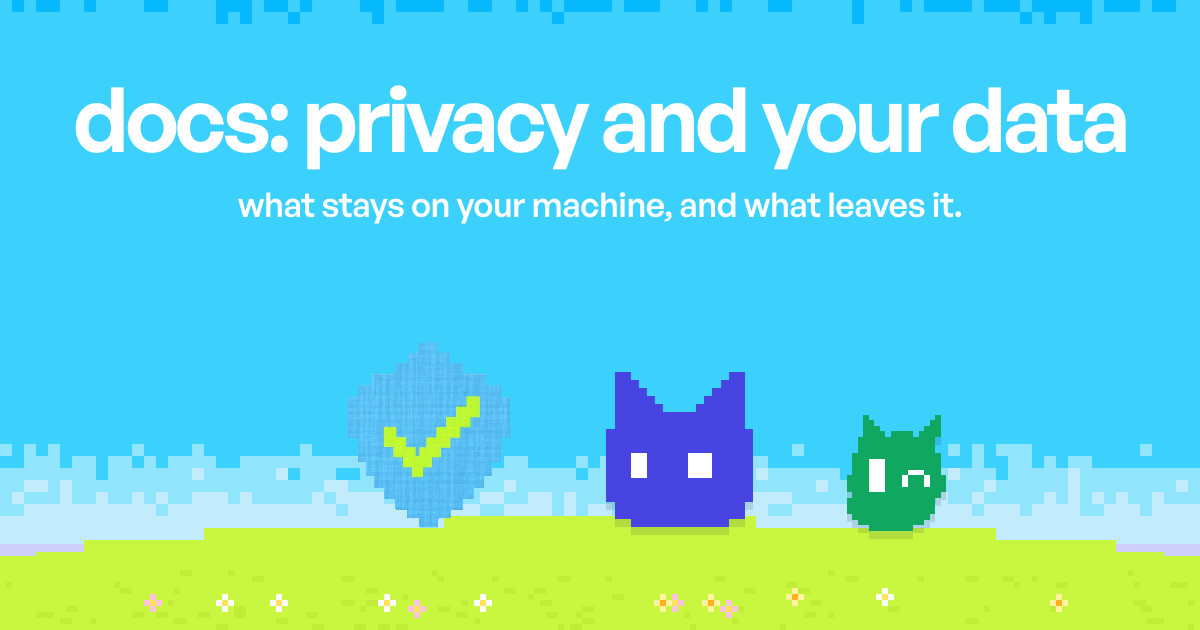 docs: privacy and your data
what stays on your machine, and what leaves it.